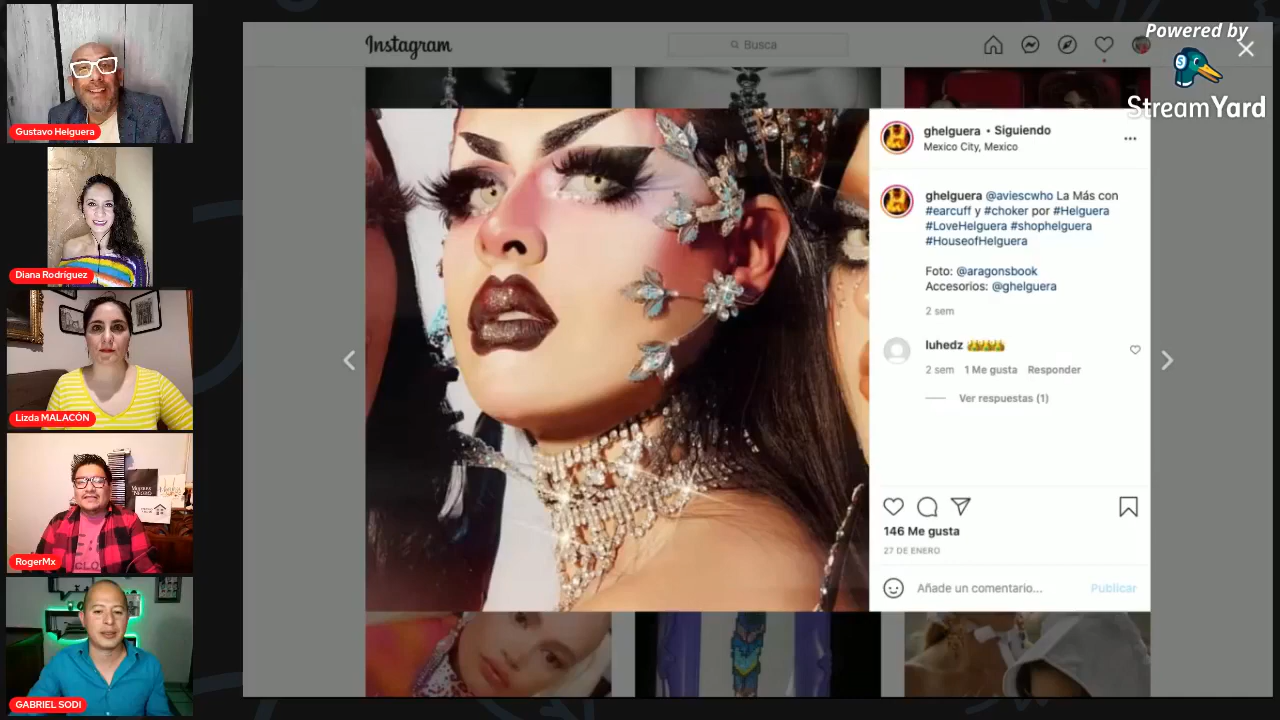 Gustavo Helguera
Diana Rodríguez
Lizda MALACÓN
RogerMx
GABRIEL SODI
Instagram
Busca
Powered by
StreamYard
ghelguera • Siguiendo
Mexico City, Mexico
ghelguera @aviescwho La Más con
#earcuff y #choker por #Helguera
#LoveHelguera #shophelguera
#HouseofHelguera
Foto: @aragonsbook
Accesorios: @ghelguera
2 sem
luhedz
2 sem 1 Me gusta Responder
Ver respuestas (1)
146 Me gusta
27 DE ENERO
Añade un comentario...
Publicar